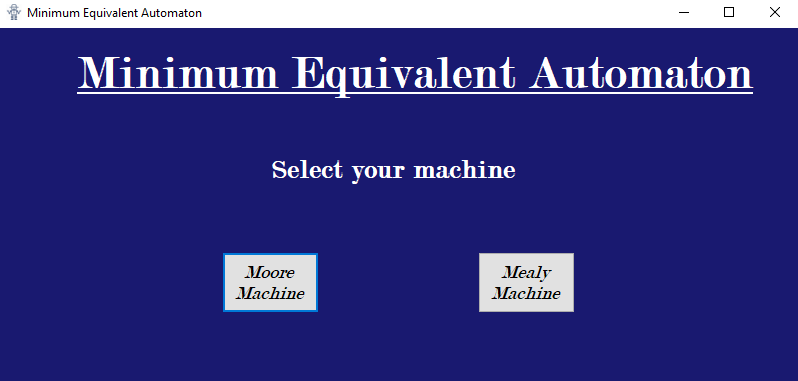 Minimum Equivalent Automaton
Minimum Equivalent Automaton
Select your machine
Moore
Machine
Mealy
Machine